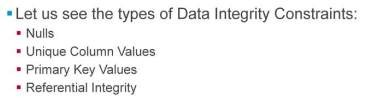 Let us see the types of Data Integrity Constraints:
Nulls
Unique Column Values
Primary Key Values
Referential Integrity